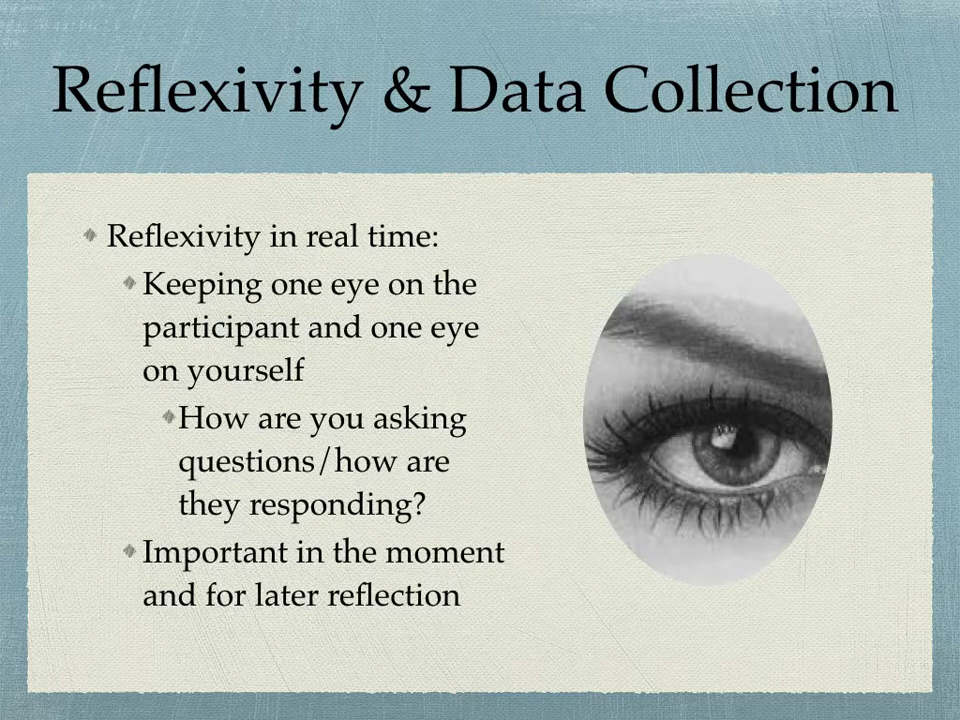 Reflexivity & Data Collection
Reflexivity in real time:
Keeping one eye on the
participant and one eye
on yourself
How are you asking
questions/how are
they responding?
Important in the moment
and for later reflection